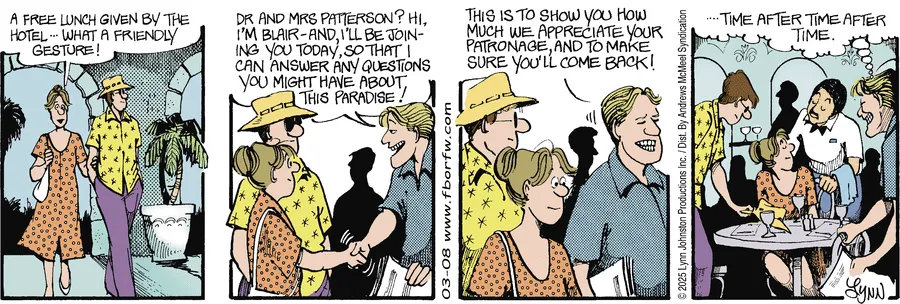 A FREE LUNCH GIVEN BY THE
HOTEL... WHAT A FRIENDLY
GESTURE!
DR AND MRS PATTERSON? HI,
I'M BLAIR-AND, I'LL BE JOIN-
ING YOU TODAY, SO THAT I
CAN ANSWER ANY QUESTIONS
YOU MIGHT HAVE ABOUT
THIS PARADISE!
03-08 www.fborfw.com
THIS IS TO SHOW YOU HOW
MUCH WE APPRECIATE YOUR
PATRONAGE, AND TO MAKE
SURE YOU'LL COME BACK!
© 2025 Lynn Johnston Productions Inc. / Dist. By Andrews McMeel Syndication
....TIME AFTER TIME AFTER
TIME.
LYNN